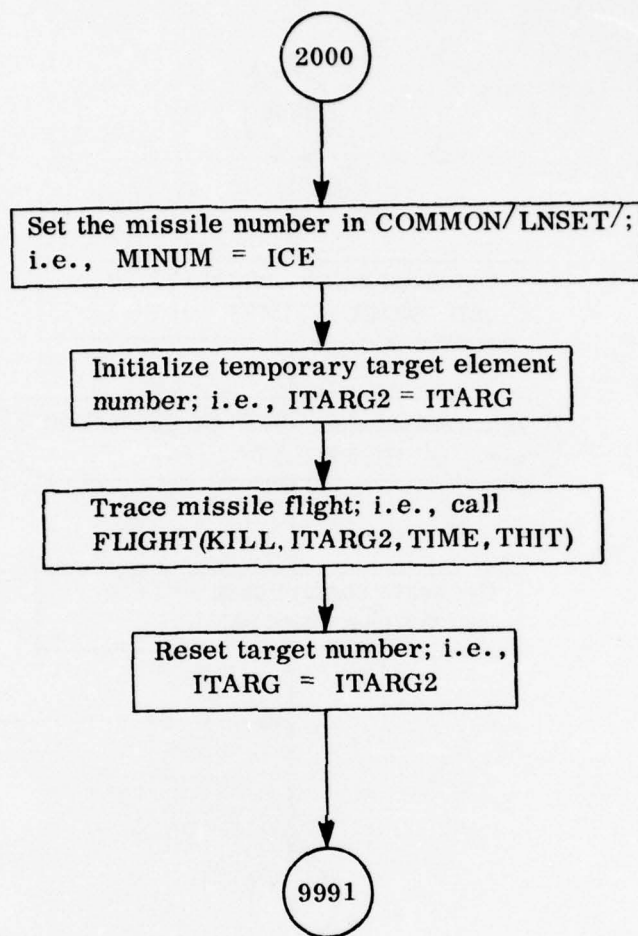 2000
Set the missile number in COMMON/LNSET/;
i.e., MINUM = ICE
Initialize temporary target element
number; i.e., ITARG2 = ITARG
Trace missile flight; i.e., call
FLIGHT(KILL, ITARG2, TIME, THIT)
Reset target number; i.e.,
ITARG = ITARG2
9991